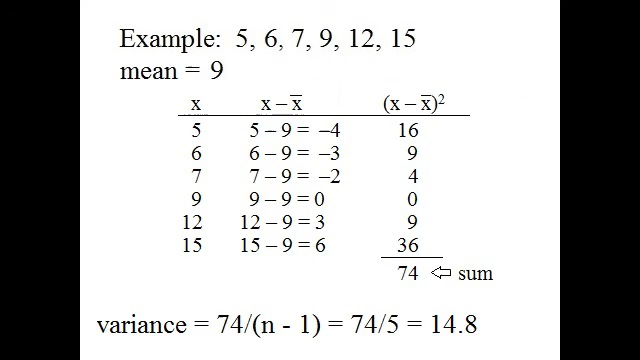 Example: 5, 6, 7, 9, 12, 15
mean = 9
x x – x̅ (x – x̅)²
5 5 – 9 = –4 16
6 6 – 9 = –3 9
7 7 – 9 = –2 4
9 9 – 9 = 0 0
12 12 – 9 = 3 9
15 15 – 9 = 6 36
74 ⇦ sum
variance = 74/(n - 1) = 74/5 = 14.8